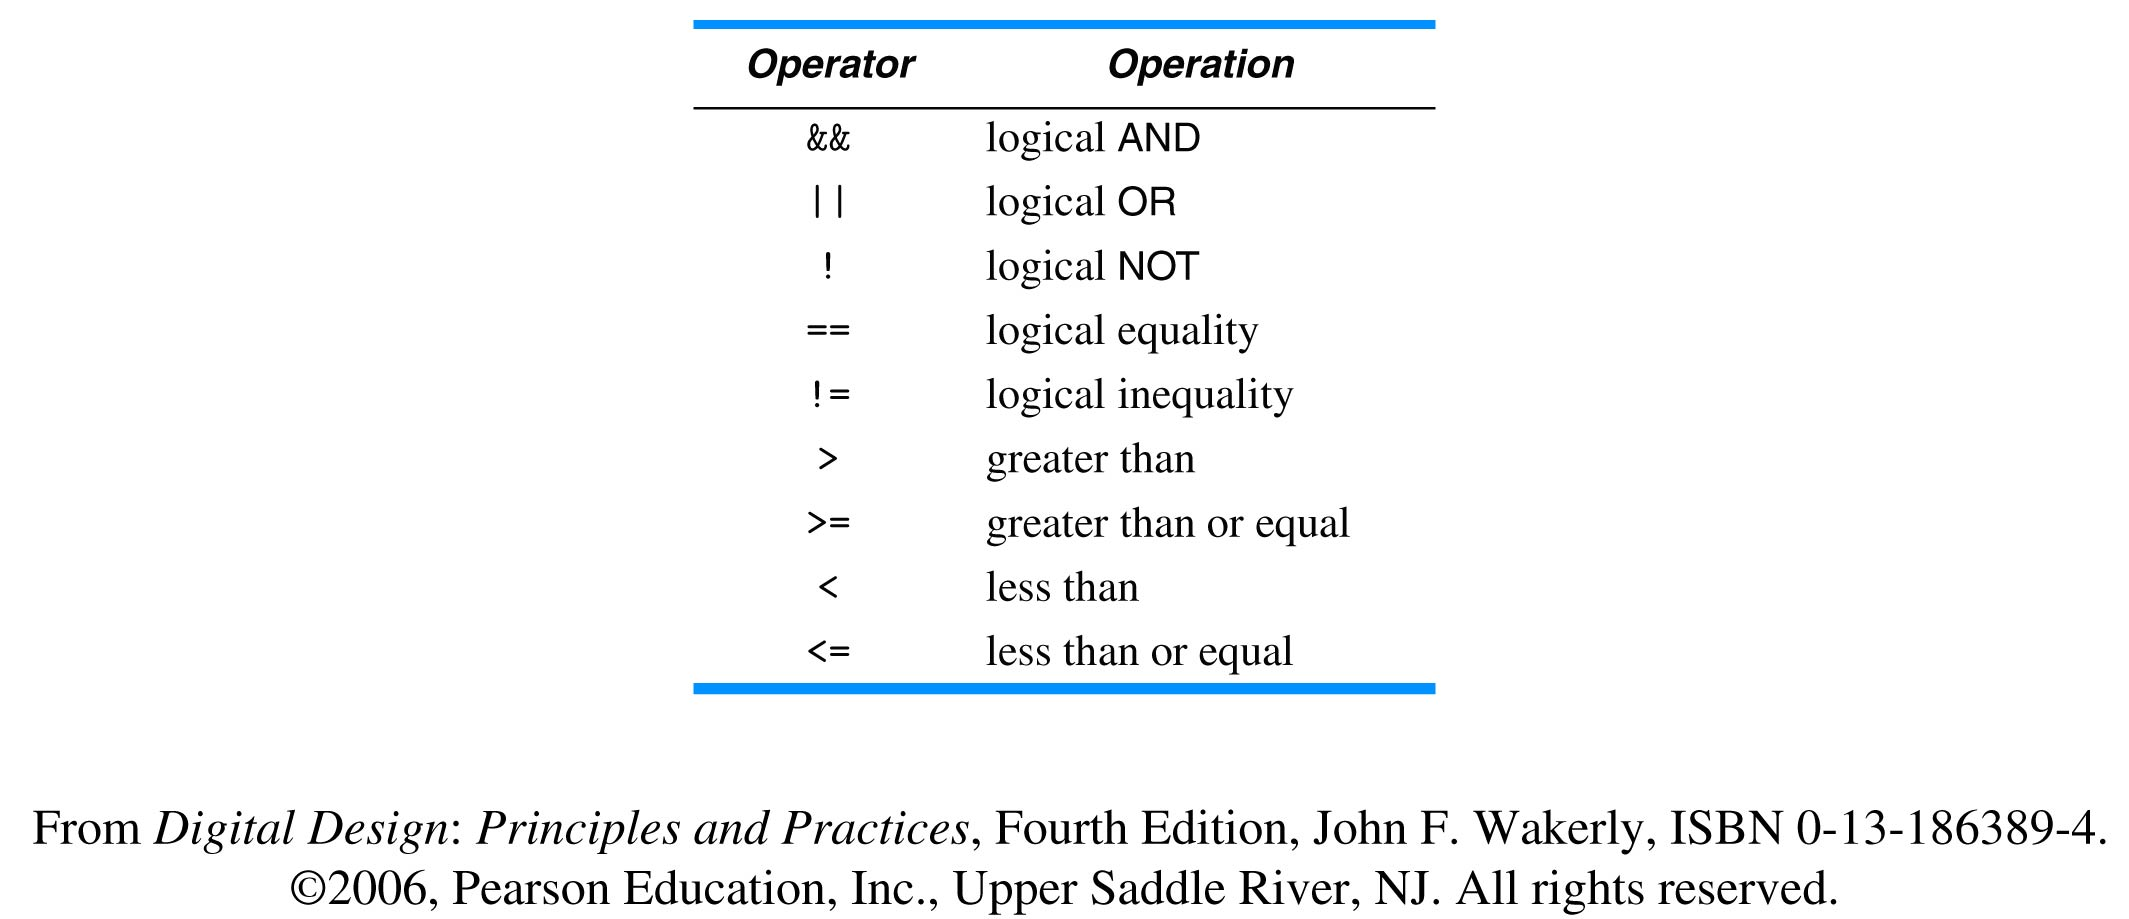 Operator Operation
&& logical AND
|| logical OR
! logical NOT
== logical equality
!= logical inequality
> greater than
>= greater than or equal
< less than
<= less than or equal
From Digital Design: Principles and Practices, Fourth Edition, John F. Wakerly, ISBN 0-13-186389-4.
©2006, Pearson Education, Inc., Upper Saddle River, NJ. All rights reserved.